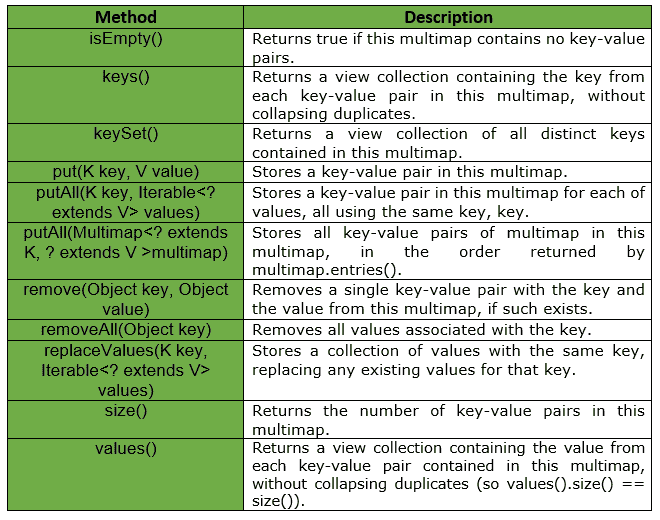 Method Description
isEmpty() Returns true if this multimap contains no key-value
pairs.
keys() Returns a view collection containing the key from
each key-value pair in this multimap, without
collapsing duplicates.
keySet() Returns a view collection of all distinct keys
contained in this multimap.
put(K key, V value) Stores a key-value pair in this multimap.
putAll(K key, Iterable<? Stores a key-value pair in this multimap for each of
extends V> values) values, all using the same key, key.
putAll(Multimap<? extends Stores all key-value pairs of multimap in this
K, ? extends V >multimap) multimap, in the order returned by
multimap.entries().
remove(Object key, Object Removes a single key-value pair with the key and
value) the value from this multimap, if such exists.
removeAll(Object key) Removes all values associated with the key.
replaceValues(K key, Stores a collection of values with the same key,
Iterable<? extends V> replacing any existing values for that key.
values)
size() Returns the number of key-value pairs in this
multimap.
values() Returns a view collection containing the value from
each key-value pair contained in this multimap,
without collapsing duplicates (so values().size() ==
size()).